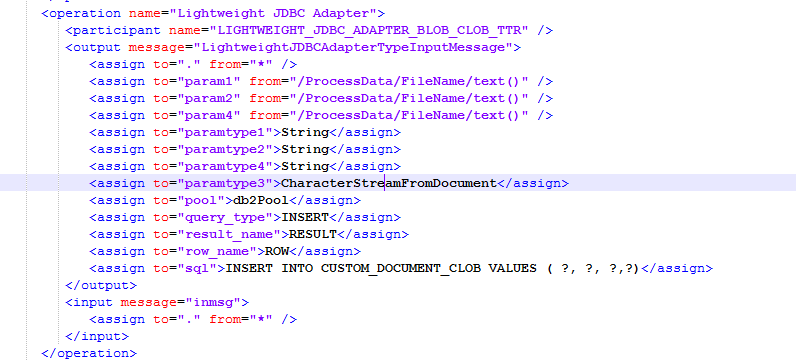 <operation name="Lightweight JDBC Adapter">
<participant name="LIGHTWEIGHT_JDBC_ADAPTER_BLOB_CLOB_TTR" />
<output message="LightweightJDBCAdapterTypeInputMessage">
<assign to="." from="*" />
<assign to="param1" from="/ProcessData/FileName/text()" />
<assign to="param2" from="/ProcessData/FileName/text()" />
<assign to="param4" from="/ProcessData/FileName/text()" />
<assign to="paramtype1">String</assign>
<assign to="paramtype2">String</assign>
<assign to="paramtype4">String</assign>
<assign to="paramtype3">CharacterStreamFromDocument</assign>
<assign to="pool">db2Pool</assign>
<assign to="query_type">INSERT</assign>
<assign to="result_name">RESULT</assign>
<assign to="row_name">ROW</assign>
<assign to="sql">INSERT INTO CUSTOM_DOCUMENT_CLOB VALUES ( ?, ?, ?,?)</assign>
</output>
<input message="inmsg">
<assign to="." from="*" />
</input>
</operation>